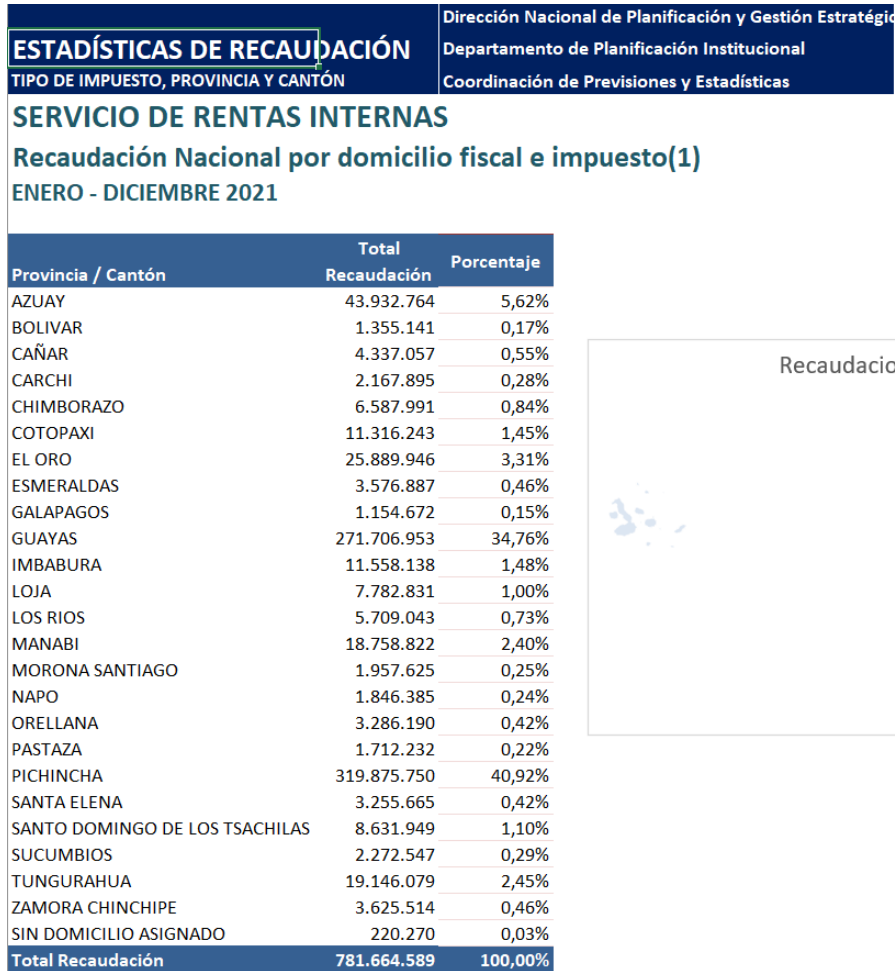 Dirección Nacional de Planificación y Gestión
ESTADÍSTICAS DE RECAUDACIÓN
Departamento de Planificación Institucional
TIPO DE IMPUESTO, PROVINCIA Y CANTÓN
Coordinación de Previsiones y Estadísticas
SERVICIO DE RENTAS INTERNAS
Recaudación Nacional por domicilio fiscal e impuesto(1)
ENERO - DICIEMBRE 2021
Provincia / Cantón Total Recaudación Porcentaje
AZUAY 43.932.764 5,62%
BOLIVAR 1.355.141 0,17%
CAÑAR 4.337.057 0,55%
CARCHI 2.167.895 0,28%
CHIMBORAZO 6.587.991 0,84%
COTOPAXI 11.316.243 1,45%
EL ORO 25.889.946 3,31%
ESMERALDAS 3.576.887 0,46%
GALAPAGOS 1.154.672 0,15%
GUAYAS 271.706.953 34,76%
IMBABURA 11.558.138 1,48%
LOJA 7.782.831 1,00%
LOS RIOS 5.709.043 0,73%
MANABI 18.758.822 2,40%
MORONA SANTIAGO 1.957.625 0,25%
NAPO 1.846.385 0,24%
ORELLANA 3.286.190 0,42%
PASTAZA 1.712.232 0,22%
PICHINCHA 319.875.750 40,92%
SANTA ELENA 3.255.665 0,42%
SANTO DOMINGO DE LOS TSACHILAS 8.631.949 1,10%
SUCUMBIOS 2.272.547 0,29%
TUNGURAHUA 19.146.079 2,45%
ZAMORA CHINCHIPE 3.625.514 0,46%
SIN DOMICILIO ASIGNADO 220.270 0,03%
Total Recaudación 781.664.589 100,00%
Recaudacio